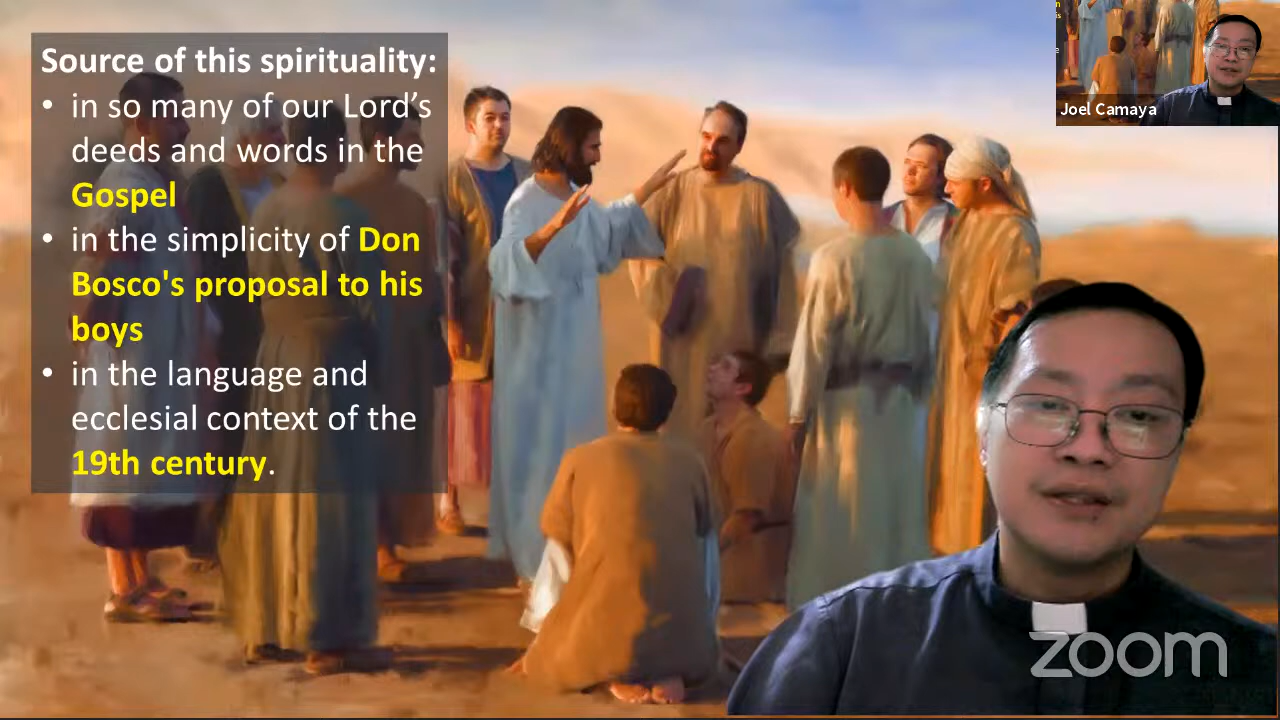 Source of this spirituality:
• in so many of our Lord's
deeds and words in the
Gospel
• in the simplicity of Don
Bosco's proposal to his
boys
• in the language and
ecclesial context of the
19th century.
Joel Camaya
zoom